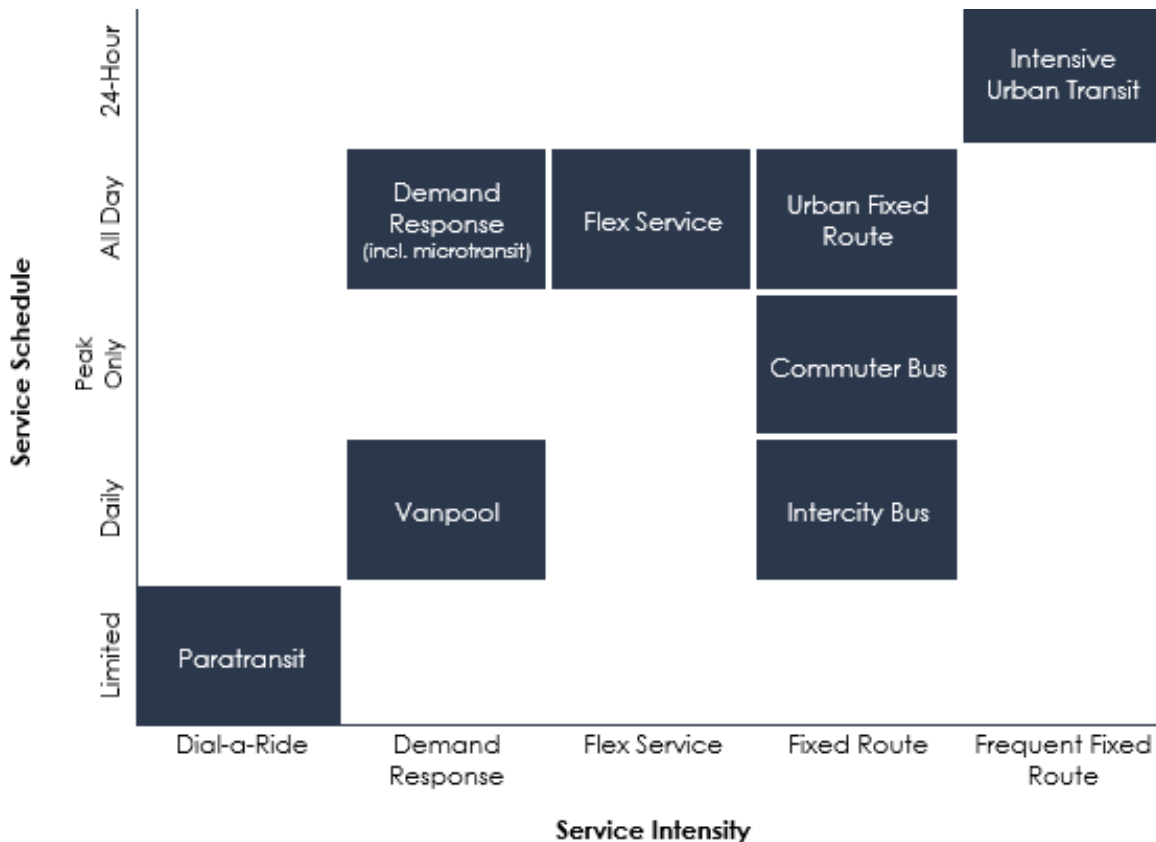 24-Hour
Intensive
Urban Transit
All Day
Demand
Response
(incl. microtransit)
Flex Service
Urban Fixed
Route
Service Schedule
Peak
Only
Commuter Bus
Daily
Vanpool
Intercity Bus
Limited
Paratransit
Dial-a-Ride
Demand
Response
Flex Service
Fixed Route
Frequent Fixed
Route
Service Intensity